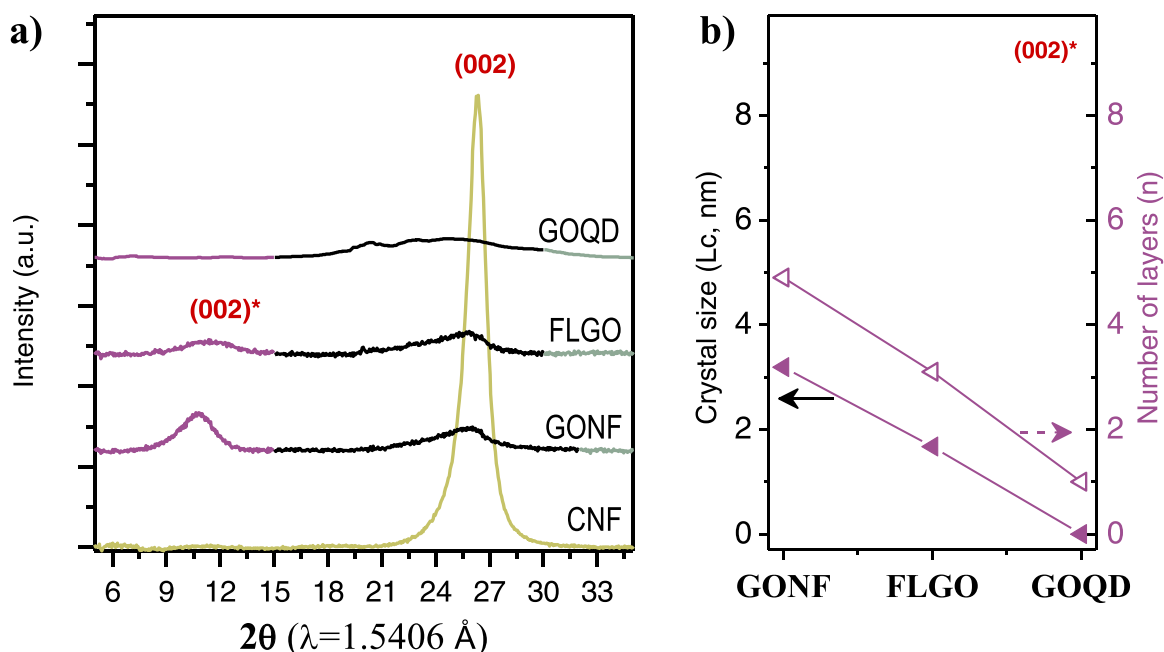 a)
(002)
GOQD
(002)*
FLGO
GONF
CNF
Intensity (a.u.)
6 9 12 15 18 21 24 27 30 33
2θ (λ=1.5406 Å)
b)
(002)*
8 6 4 2 0
Crystal size (Lc, nm)
8 6 4 2 0
Number of layers (n)
GONF FLGO GOQD